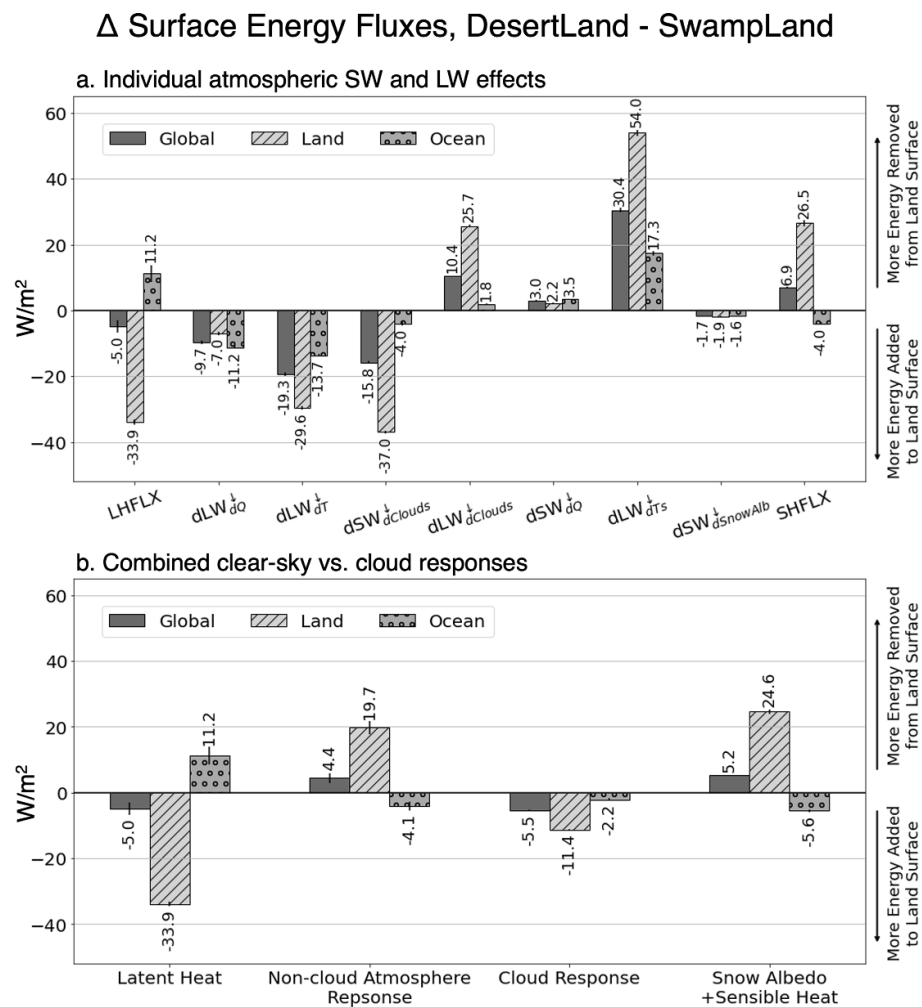 Δ Surface Energy Fluxes, DesertLand - SwampLand
a. Individual atmospheric SW and LW effects
W/m²
60
40
20
0
−20
−40
Global Land Ocean
-5.0 -33.9 11.2
-9.7 -7.0 -11.2
-19.3 -29.6 -13.7
-15.8 -37.0 -4.0
10.4 25.7 1.8
3.0 2.2 3.5
30.4 54.0 17.3
-1.7 -1.9 -1.6
6.9 26.5 -4.0
LHFLX dLW↓dQ dLW↓dT dSW↓dClouds dLW↓dClouds dSW↓dQ dLW↓dTs dSW↓dSnowAlb SHFLX
More Energy Removed
from Land Surface
More Energy Added
to Land Surface
b. Combined clear-sky vs. cloud responses
W/m²
60
40
20
0
−20
−40
Global Land Ocean
-5.0 -33.9 11.2
4.4 19.7 -4.1
-5.5 -11.4 -2.2
5.2 24.6 -5.6
Latent Heat
Non-cloud Atmosphere
Repsonse
Cloud Response
Snow Albedo
+Sensible Heat
More Energy Removed
from Land Surface
More Energy Added
to Land Surface